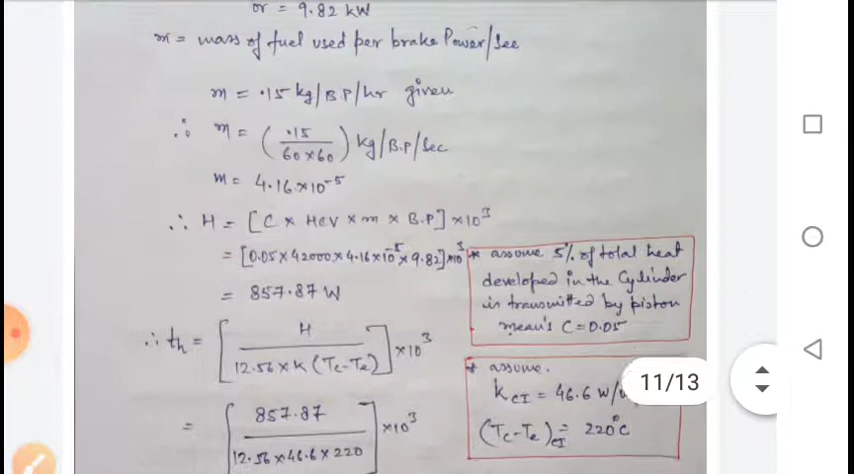 or = 9.82 kW
m = mass of fuel used per brake Power/Sec
m = .15 kg/B.P/hr given
∴ m = (.15 / 60×60) kg/B.P/Sec
m = 4.16×10⁻⁵
∴ H = [C × HCV × m × B.P] ×10³
= [0.05×42000×4.16×10⁻⁵×9.82]×10³
= 857.87 W
* assume 5% of total heat
developed in the Cylinder
is transmitted by piston
mean's C = 0.05
∴ th = [H / 12.56 × K (Tc-Te)] ×10³
= [857.87 / 12.56×46.6×220] ×10³
* assume.
KCI = 46.6 W/
(Tc-Te)CI = 220°C
11/13